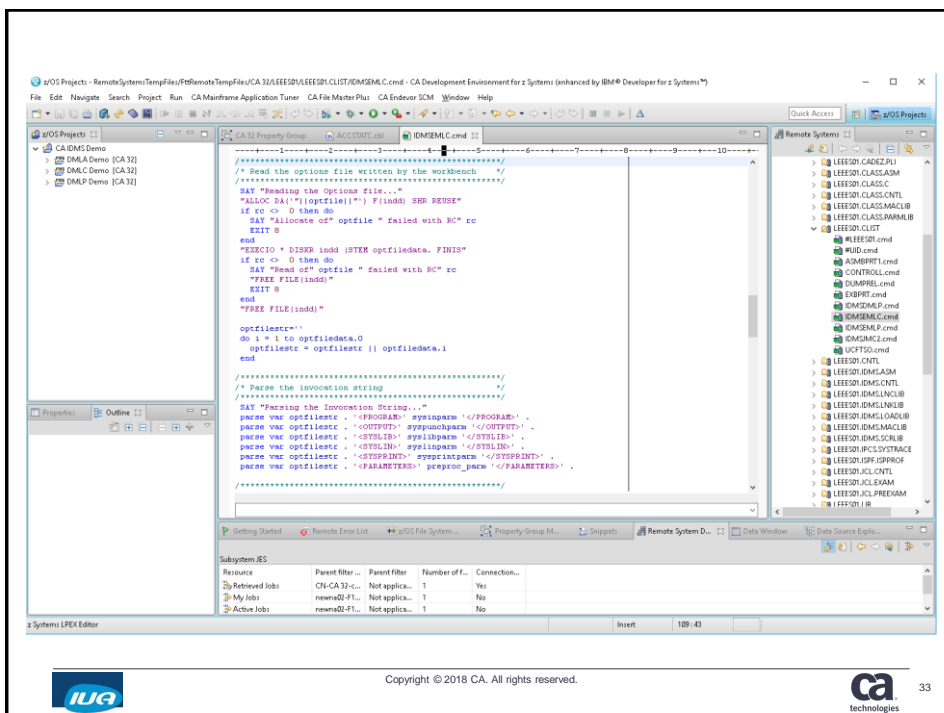 z/OS Projects - RemoteSystemsTempFiles/FttRemoteTempFiles/CA 32/LEEES01/LEEES01.CLIST/IDMSEMLC.cmd - CA Development Environment for z Systems (enhanced by IBM® Developer for z Systems™)
File Edit Navigate Search Project Run CA Mainframe Application Tuner CA File Master Plus CA Endevor SCM Window Help
Quick Access z/OS Projects
z/OS Projects
CA IDMS Demo
DMLA Demo [CA 32]
DMLC Demo [CA 32]
DMLP Demo [CA 32]
Properties Outline
CA 32 Property Group ACCSTATC.cbl IDMSEMLC.cmd
----+----1----+----2----+----3----+----4----+----5----+----6----+----7----+----8----+----9----+----10---+--
/**************************************************/
/* Read the options file written by the workbench */
/**************************************************/
SAY "Reading the Options file..."
"ALLOC DA('"||optfile||"') F(indd) SHR REUSE"
if rc <> 0 then do
SAY "Allocate of" optfile " failed with RC" rc
EXIT 8
end
"EXECIO * DISKR indd (STEM optfiledata. FINIS"
if rc <> 0 then do
SAY "Read of" optfile " failed with RC" rc
"FREE FILE(indd)"
EXIT 8
end
"FREE FILE(indd)"
optfilestr=''
do i = 1 to optfiledata.0
optfilestr = optfilestr || optfiledata.i
end
/**************************************************/
/* Parse the invocation string */
/**************************************************/
SAY "Parsing the Invocation String..."
parse var optfilestr . '<PROGRAM>' sysinparm '</PROGRAM>' .
parse var optfilestr . '<OUTPUT>' syspunchparm '</OUTPUT>' .
parse var optfilestr . '<SYSLIB>' syslibparm '</SYSLIB>' .
parse var optfilestr . '<SYSLIN>' syslinparm '</SYSLIN>' .
parse var optfilestr . '<SYSPRINT>' sysprintparm '</SYSPRINT>' .
parse var optfilestr . '<PARAMETERS>' preproc_parm '</PARAMETERS>' .
/**************************************************/
Remote Systems
LEEES01.CADEZ.PLI
LEEES01.CLASS.ASM
LEEES01.CLASS.C
LEEES01.CLASS.CNTL
LEEES01.CLASS.MACLIB
LEEES01.CLASS.PARMLIB
LEEES01.CLIST
#LEEES01.cmd
#UID.cmd
ASMBPRT1.cmd
CONTROLL.cmd
DUMPREL.cmd
EXBPRT.cmd
IDMSDMLP.cmd
IDMSEMLC.cmd
IDMSEMLP.cmd
IDMSJMC2.cmd
UCFTSO.cmd
LEEES01.CNTL
LEEES01.IDMS.ASM
LEEES01.IDMS.CNTL
LEEES01.IDMS.LNCLIB
LEEES01.IDMS.LNKLIB
LEEES01.IDMS.LOADLIB
LEEES01.IDMS.MACLIB
LEEES01.IDMS.SCRLIB
LEEES01.IPCS.SYSTRACE
LEEES01.ISPF.ISPPROF
LEEES01.JCL.CNTL
LEEES01.JCL.EXAM
LEEES01.JCL.PREEXAM
LEEES01.LIB
Getting Started Remote Error List z/OS File System ... Property Group M... Snippets Remote System D... Data Window Data Source Explo...
Subsystem JES
Resource Parent filter ... Parent filter Number of f... Connection...
Retrieved Jobs CN-CA 32-c... Not applica... 1 Yes
My Jobs newna02-F1... Not applica... 1 No
Active Jobs newna02-F1... Not applica... 1 No
z Systems LPEX Editor Insert 109 : 43
IUA
Copyright © 2018 CA. All rights reserved.
ca technologies
33